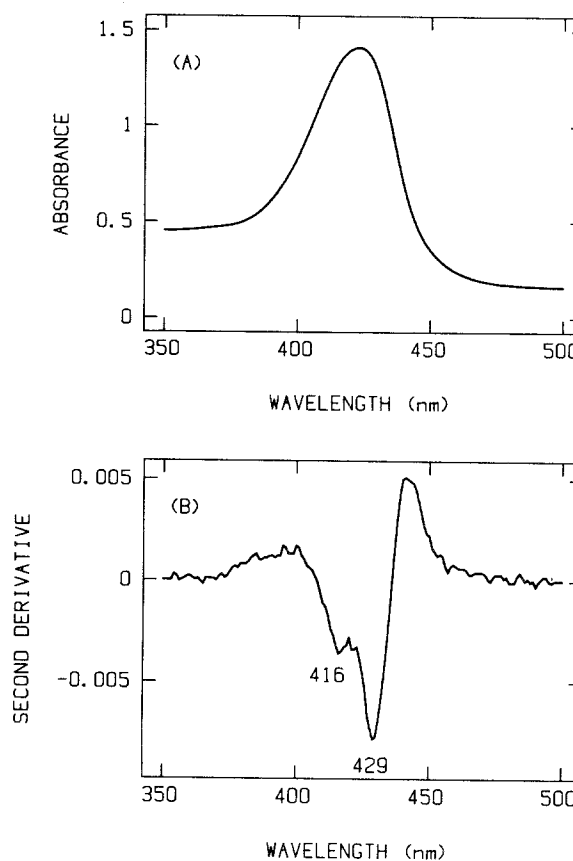 (A)
ABSORBANCE
1.5
1
0.5
0
350 400 450 500
WAVELENGTH (nm)
(B)
SECOND DERIVATIVE
0.005
0
-0.005
416
429
350 400 450 500
WAVELENGTH (nm)